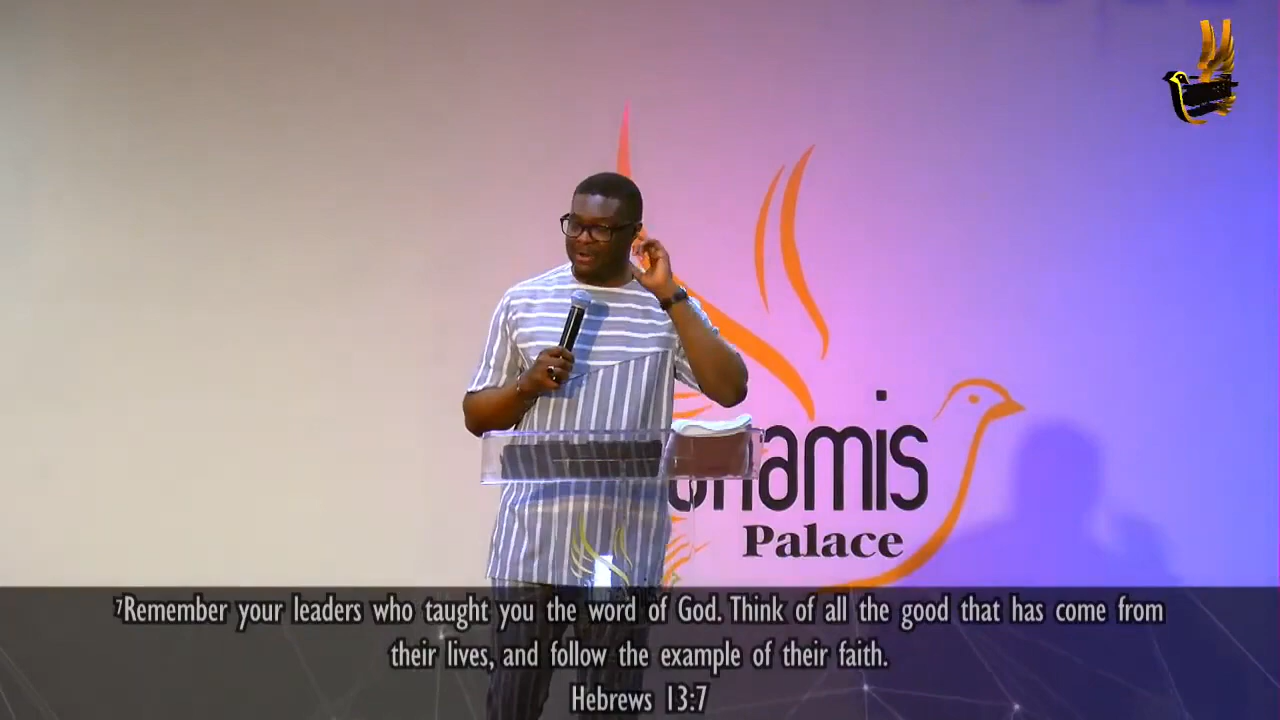 Palace
⁷Remember your leaders who taught you the word of God. Think of all the good that has come from
their lives, and follow the example of their faith.
Hebrews 13:7